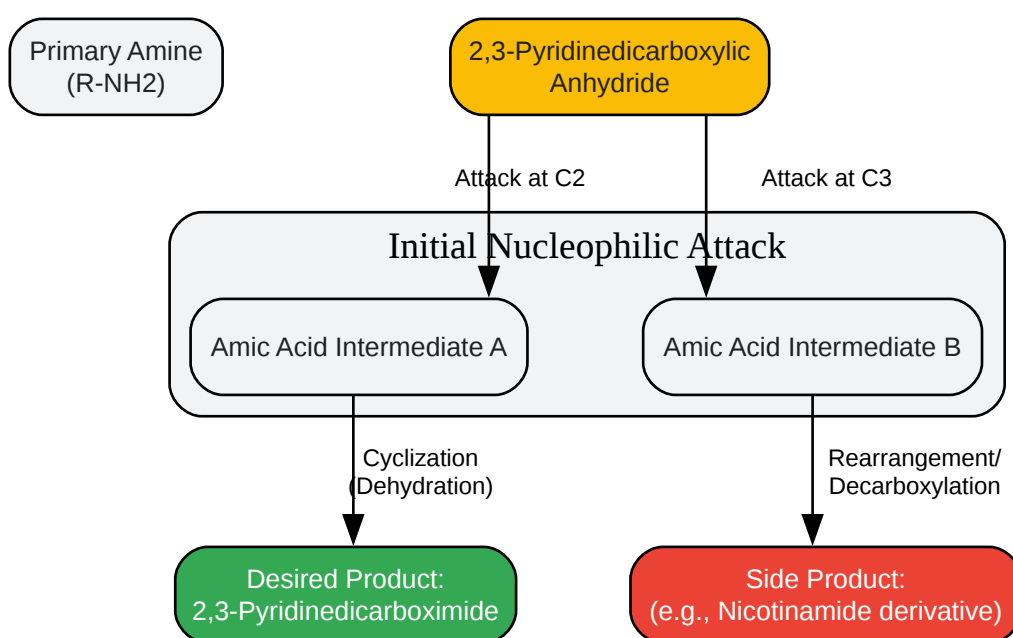 Primary Amine
(R-NH2)
2,3-Pyridinedicarboxylic
Anhydride
Attack at C2
Attack at C3
Initial Nucleophilic Attack
Amic Acid Intermediate A
Amic Acid Intermediate B
Cyclization
(Dehydration)
Rearrangement/
Decarboxylation
Desired Product:
2,3-Pyridinedicarboximide
Side Product:
(e.g., Nicotinamide derivative)